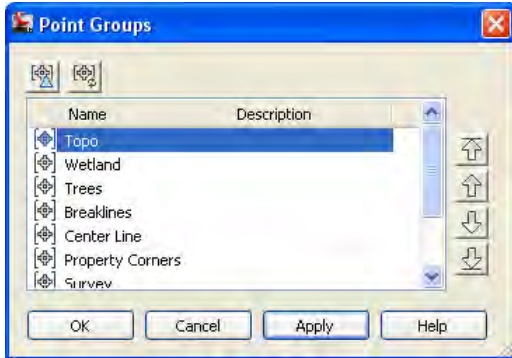 Point Groups
Name Description
Topo
Wetland
Trees
Breaklines
Center Line
Property Corners
Survey
OK Cancel Apply Help